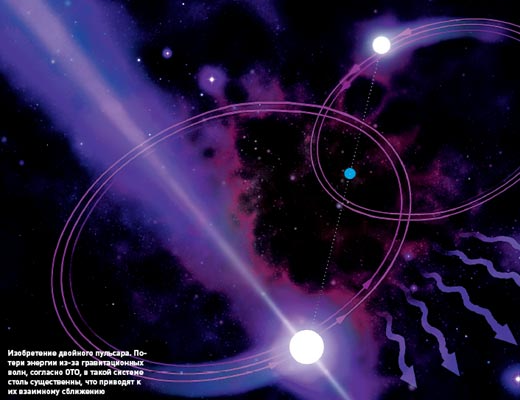 Изобретение двойного пульсара. По-
тери энергии из-за гравитационных
волн, согласно ОТО, в такой системе
столь существенны, что приводят к
их взаимному сближению